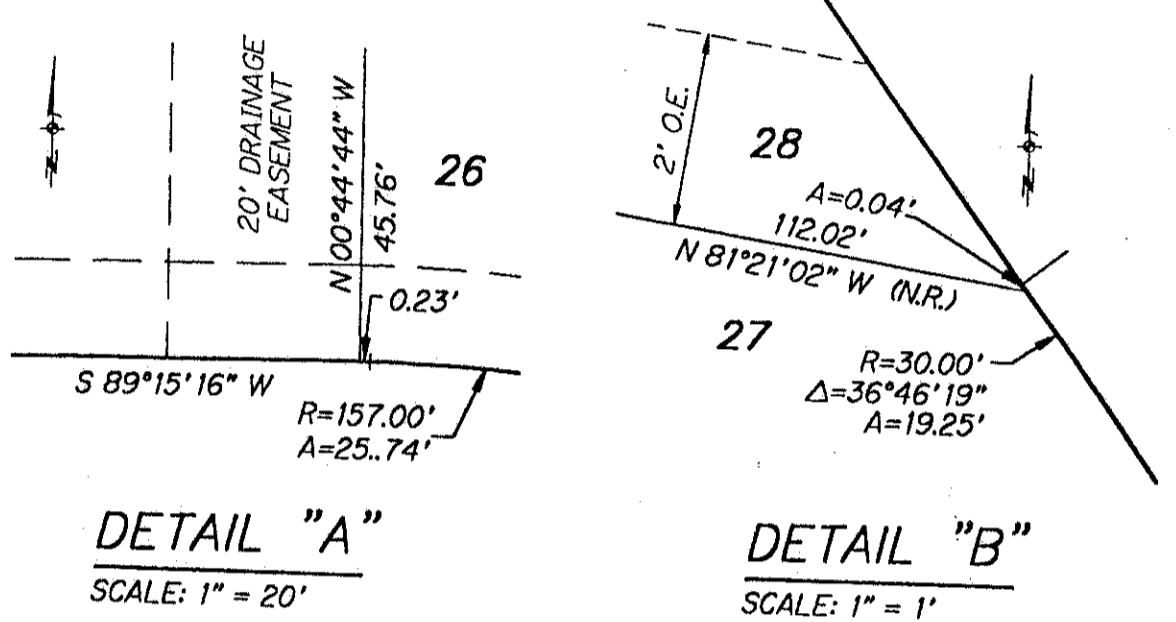 20' DRAINAGE
EASEMENT
N 00°44'44" W
45.76'
26
0.23'
S 89°15'16" W
R=157.00'
A=25..74'
DETAIL "A"
SCALE: 1" = 20'
N
2' O.E.
28
A=0.04'
112.02'
N 81°21'02" W (N.R.)
27
R=30.00'
Δ=36°46'19"
A=19.25'
DETAIL "B"
SCALE: 1" = 1'
N